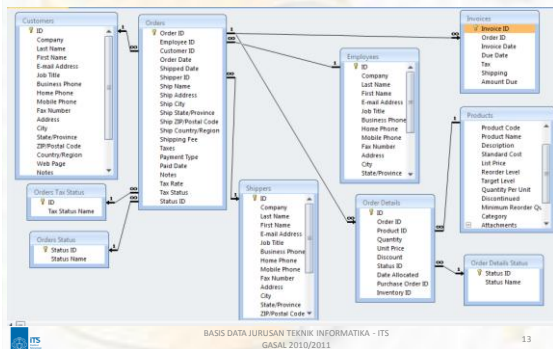 Customers
ID
Company
Last Name
First Name
E-mail Address
Job Title
Business Phone
Home Phone
Mobile Phone
Fax Number
Address
City
State/Province
ZIP/Postal Code
Country/Region
Web Page
Notes
Orders
Order ID
Employee ID
Customer ID
Order Date
Shipped Date
Shipper ID
Ship Name
Ship Address
Ship City
Ship State/Province
Ship ZIP/Postal Code
Ship Country/Region
Shipping Fee
Taxes
Payment Type
Paid Date
Notes
Tax Rate
Tax Status
Status ID
Employees
ID
Company
Last Name
First Name
E-mail Address
Job Title
Business Phone
Home Phone
Mobile Phone
Fax Number
Address
City
State/Province
Invoices
Invoice ID
Order ID
Invoice Date
Due Date
Tax
Shipping
Amount Due
Products
Product Code
Product Name
Description
Standard Cost
List Price
Reorder Level
Target Level
Quantity Per Unit
Discontinued
Minimum Reorder Qu
Category
Attachments
Orders Tax Status
ID
Tax Status Name
Orders Status
Status ID
Status Name
Shippers
ID
Company
Last Name
First Name
E-mail Address
Job Title
Business Phone
Home Phone
Mobile Phone
Fax Number
Address
City
State/Province
ZIP/Postal Code
Order Details
ID
Order ID
Product ID
Quantity
Unit Price
Discount
Status ID
Date Allocated
Purchase Order ID
Inventory ID
Order Details Status
Status ID
Status Name
ITS
BASIS DATA JURUSAN TEKNIK INFORMATIKA - ITS
GASAL 2010/2011
13